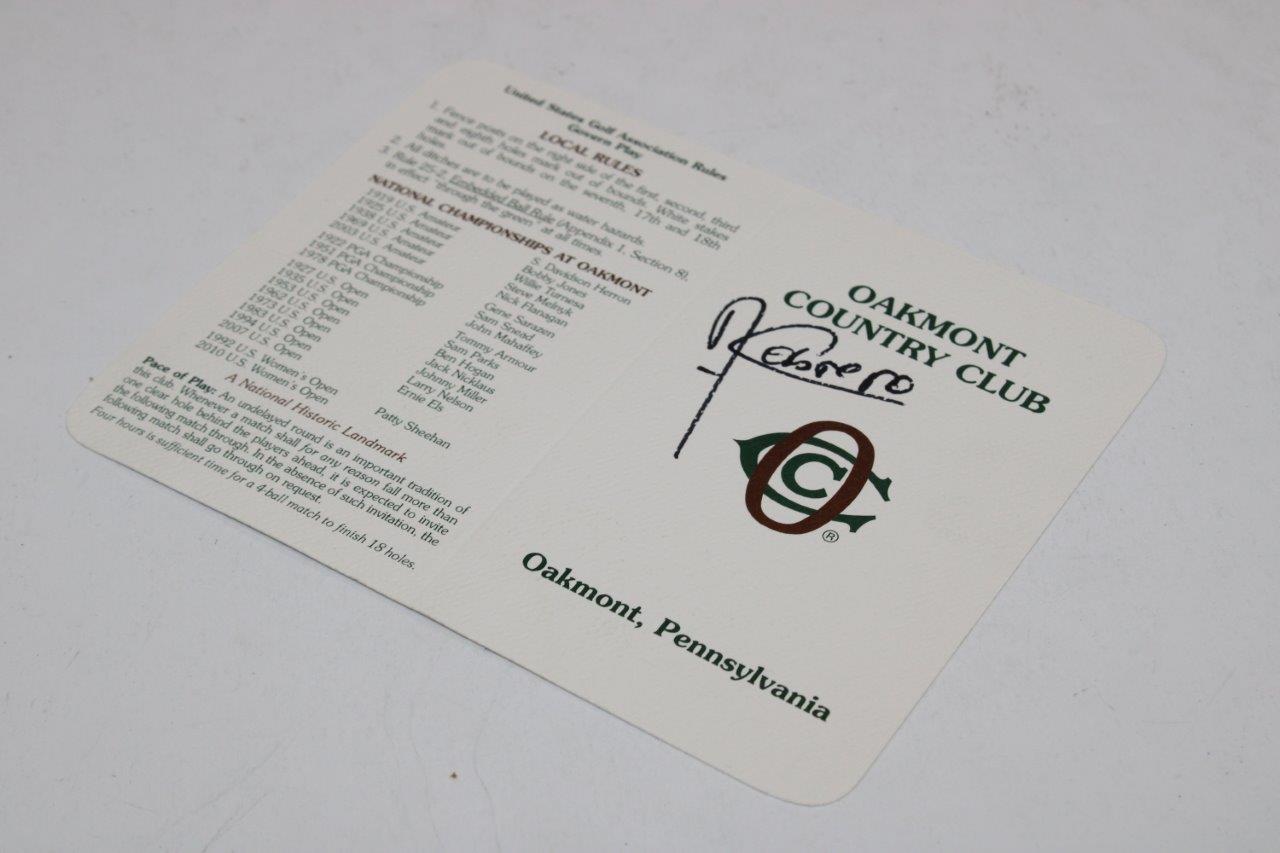 United States Golf Association Rules
Govern Play
LOCAL RULES
1. Fence posts on the right side of the first, second, third
and eighth holes mark out of bounds. White stakes
mark out of bounds on the seventh, 17th and 18th
holes.
2. All ditches are to be played as water hazards.
3. Rule 25-2, Embedded Ball Rule (Appendix 1, Section 8),
in effect "through the green" at all times.
NATIONAL CHAMPIONSHIPS AT OAKMONT
1919 U.S. Amateur S. Davidson Herron
1925 U.S. Amateur Bobby Jones
1938 U.S. Amateur Willie Turnesa
1969 U.S. Amateur Steve Melnyk
2003 U.S. Amateur Nick Flanagan
1922 PGA Championship Gene Sarazen
1951 PGA Championship Sam Snead
1978 PGA Championship John Mahaffey
1927 U.S. Open Tommy Armour
1935 U.S. Open Sam Parks
1953 U.S. Open Ben Hogan
1962 U.S. Open Jack Nicklaus
1973 U.S. Open Johnny Miller
1983 U.S. Open Larry Nelson
1994 U.S. Open Ernie Els
2007 U.S. Open
1992 U.S. Women's Open Patty Sheehan
2010 U.S. Women's Open
A National Historic Landmark
Pace of Play: An undelayed round is an important tradition of
this club. Whenever a match shall for any reason fall more than
one clear hole behind the players ahead, it is expected to invite
the following match through. In the absence of such invitation, the
following match shall go through on request.
Four hours is sufficient time for a 4-ball match to finish 18 holes.
OAKMONT
COUNTRY CLUB
OCC
®
Oakmont, Pennsylvania